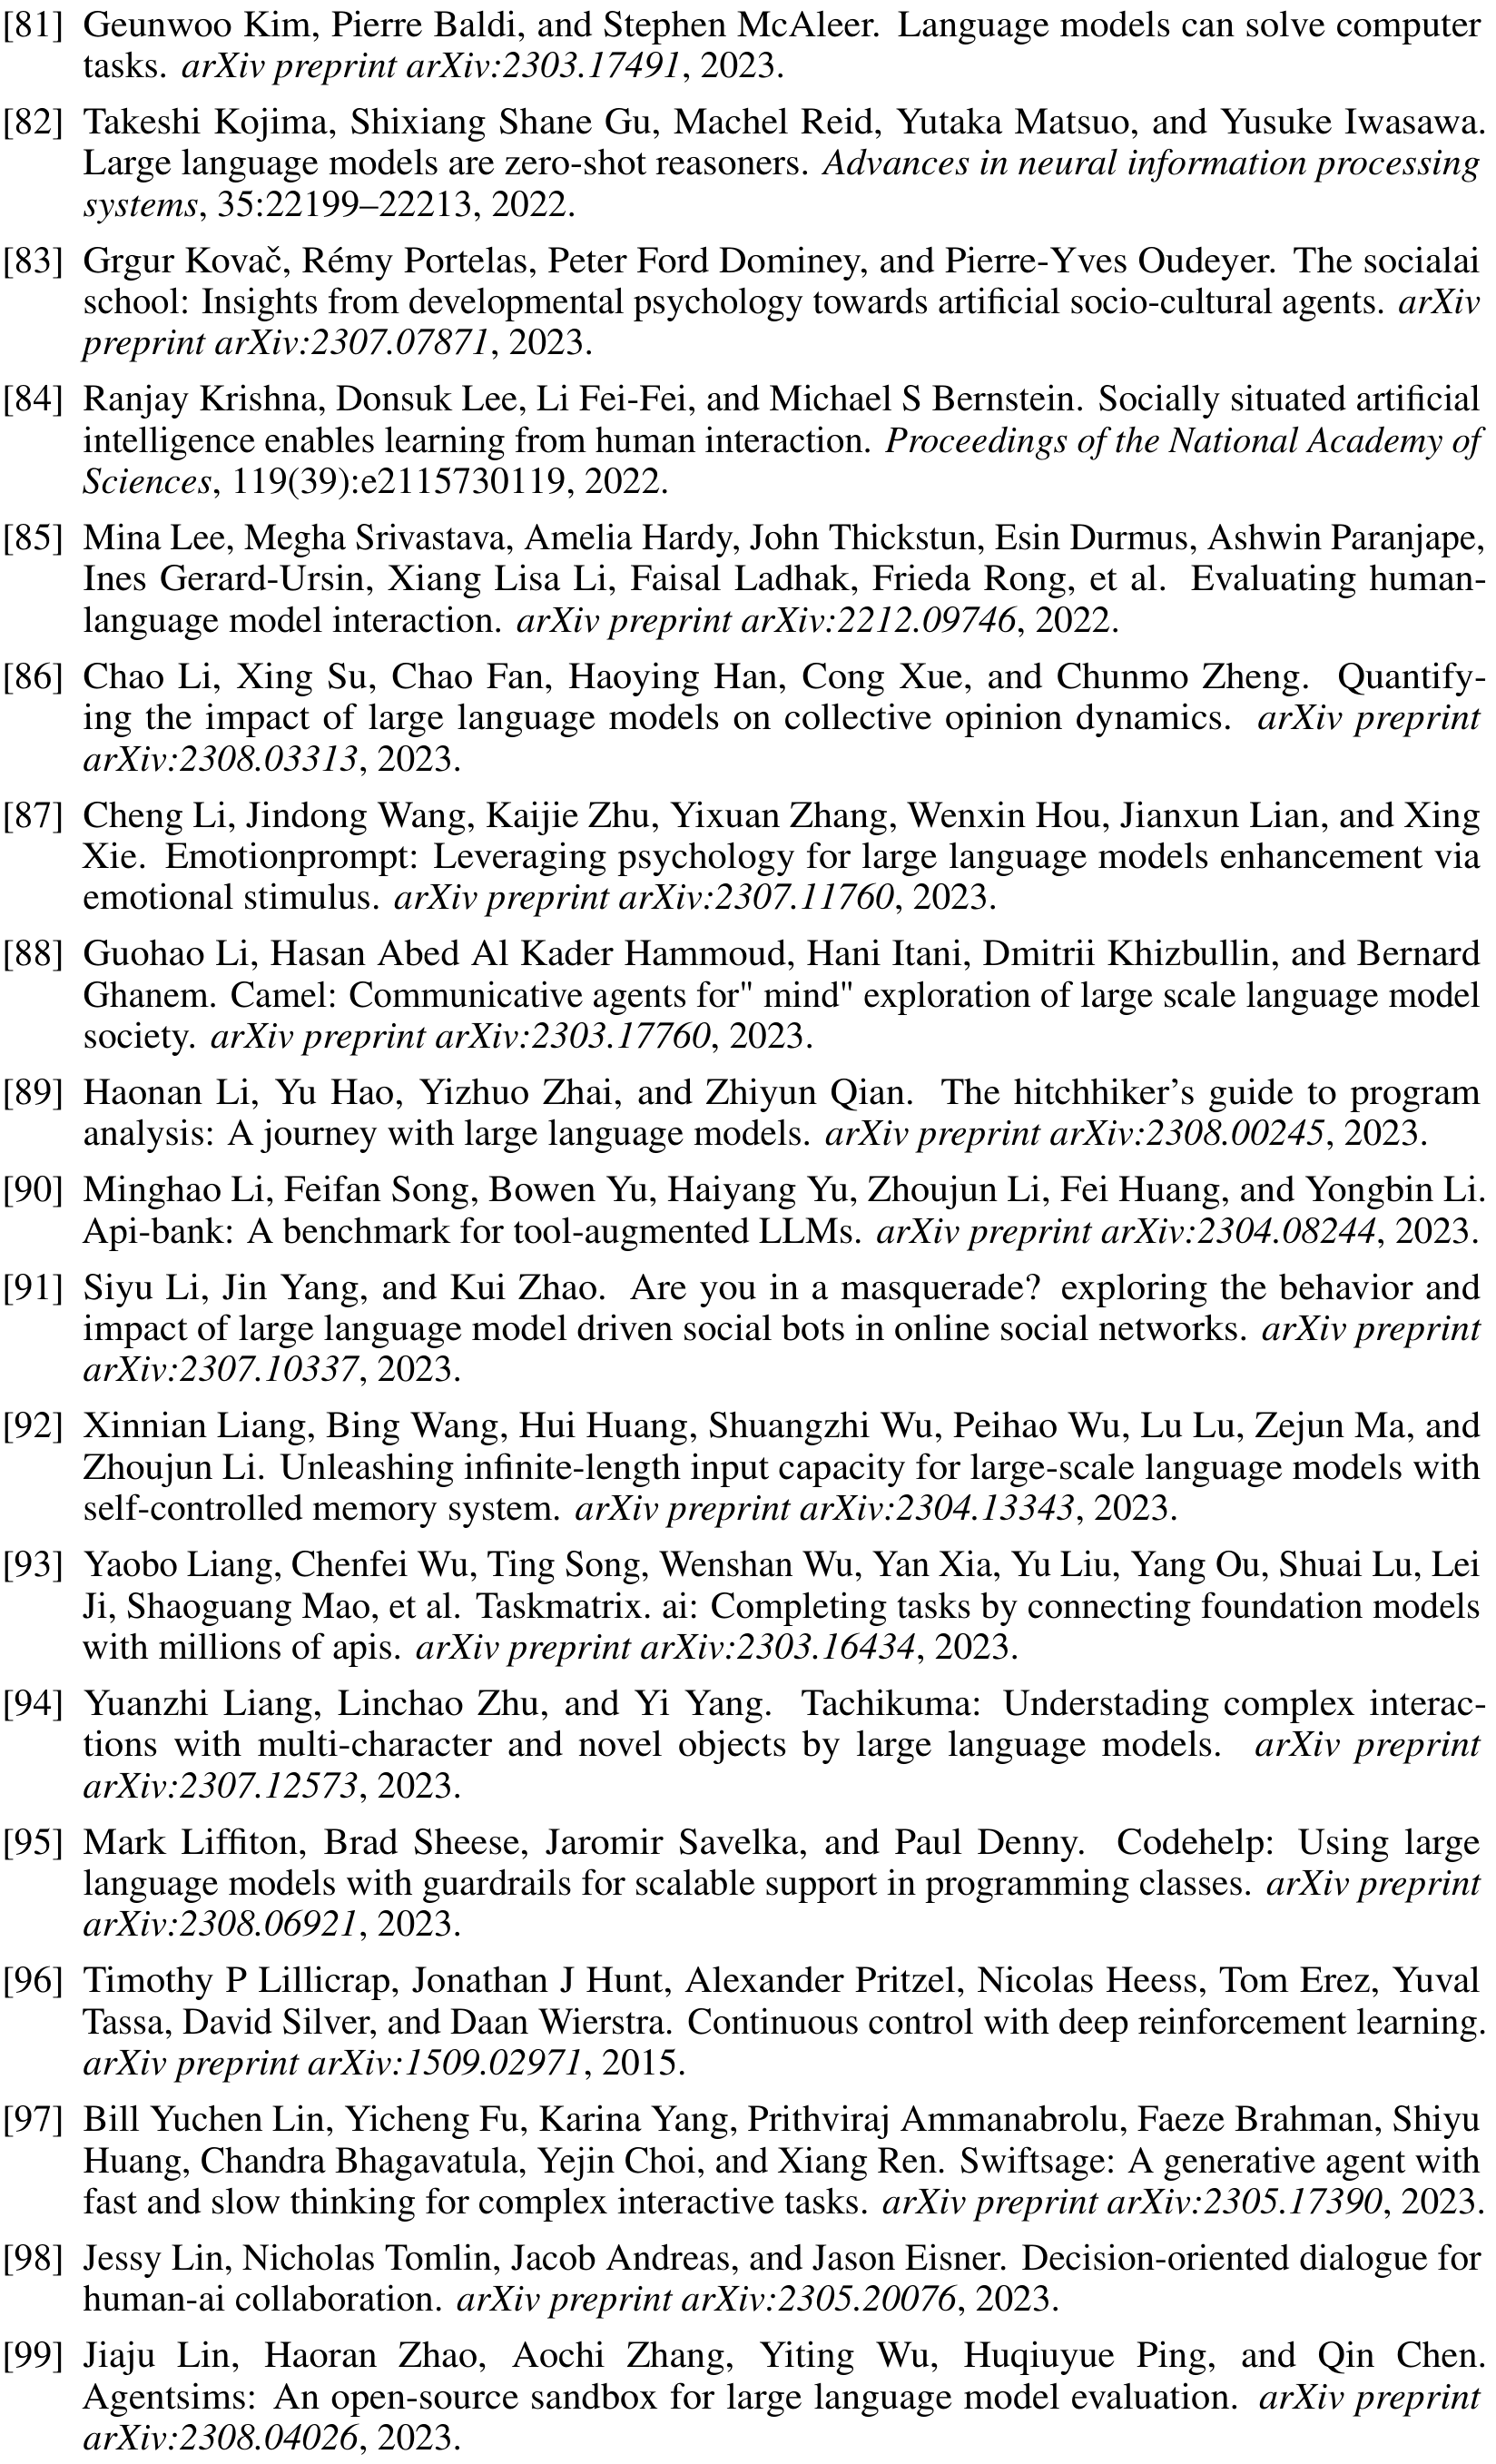 [81] Geunwoo Kim, Pierre Baldi, and Stephen McAleer. Language models can solve computer
tasks. arXiv preprint arXiv:2303.17491, 2023.
[82] Takeshi Kojima, Shixiang Shane Gu, Machel Reid, Yutaka Matsuo, and Yusuke Iwasawa.
Large language models are zero-shot reasoners. Advances in neural information processing
systems, 35:22199–22213, 2022.
[83] Grgur Kovač, Rémy Portelas, Peter Ford Dominey, and Pierre-Yves Oudeyer. The socialai
school: Insights from developmental psychology towards artificial socio-cultural agents. arXiv
preprint arXiv:2307.07871, 2023.
[84] Ranjay Krishna, Donsuk Lee, Li Fei-Fei, and Michael S Bernstein. Socially situated artificial
intelligence enables learning from human interaction. Proceedings of the National Academy of
Sciences, 119(39):e2115730119, 2022.
[85] Mina Lee, Megha Srivastava, Amelia Hardy, John Thickstun, Esin Durmus, Ashwin Paranjape,
Ines Gerard-Ursin, Xiang Lisa Li, Faisal Ladhak, Frieda Rong, et al. Evaluating human-
language model interaction. arXiv preprint arXiv:2212.09746, 2022.
[86] Chao Li, Xing Su, Chao Fan, Haoying Han, Cong Xue, and Chunmo Zheng. Quantify-
ing the impact of large language models on collective opinion dynamics. arXiv preprint
arXiv:2308.03313, 2023.
[87] Cheng Li, Jindong Wang, Kaijie Zhu, Yixuan Zhang, Wenxin Hou, Jianxun Lian, and Xing
Xie. Emotionprompt: Leveraging psychology for large language models enhancement via
emotional stimulus. arXiv preprint arXiv:2307.11760, 2023.
[88] Guohao Li, Hasan Abed Al Kader Hammoud, Hani Itani, Dmitrii Khizbullin, and Bernard
Ghanem. Camel: Communicative agents for" mind" exploration of large scale language model
society. arXiv preprint arXiv:2303.17760, 2023.
[89] Haonan Li, Yu Hao, Yizhuo Zhai, and Zhiyun Qian. The hitchhiker's guide to program
analysis: A journey with large language models. arXiv preprint arXiv:2308.00245, 2023.
[90] Minghao Li, Feifan Song, Bowen Yu, Haiyang Yu, Zhoujun Li, Fei Huang, and Yongbin Li.
Api-bank: A benchmark for tool-augmented LLMs. arXiv preprint arXiv:2304.08244, 2023.
[91] Siyu Li, Jin Yang, and Kui Zhao. Are you in a masquerade? exploring the behavior and
impact of large language model driven social bots in online social networks. arXiv preprint
arXiv:2307.10337, 2023.
[92] Xinnian Liang, Bing Wang, Hui Huang, Shuangzhi Wu, Peihao Wu, Lu Lu, Zejun Ma, and
Zhoujun Li. Unleashing infinite-length input capacity for large-scale language models with
self-controlled memory system. arXiv preprint arXiv:2304.13343, 2023.
[93] Yaobo Liang, Chenfei Wu, Ting Song, Wenshan Wu, Yan Xia, Yu Liu, Yang Ou, Shuai Lu, Lei
Ji, Shaoguang Mao, et al. Taskmatrix. ai: Completing tasks by connecting foundation models
with millions of apis. arXiv preprint arXiv:2303.16434, 2023.
[94] Yuanzhi Liang, Linchao Zhu, and Yi Yang. Tachikuma: Understading complex interac-
tions with multi-character and novel objects by large language models. arXiv preprint
arXiv:2307.12573, 2023.
[95] Mark Liffiton, Brad Sheese, Jaromir Savelka, and Paul Denny. Codehelp: Using large
language models with guardrails for scalable support in programming classes. arXiv preprint
arXiv:2308.06921, 2023.
[96] Timothy P Lillicrap, Jonathan J Hunt, Alexander Pritzel, Nicolas Heess, Tom Erez, Yuval
Tassa, David Silver, and Daan Wierstra. Continuous control with deep reinforcement learning.
arXiv preprint arXiv:1509.02971, 2015.
[97] Bill Yuchen Lin, Yicheng Fu, Karina Yang, Prithviraj Ammanabrolu, Faeze Brahman, Shiyu
Huang, Chandra Bhagavatula, Yejin Choi, and Xiang Ren. Swiftsage: A generative agent with
fast and slow thinking for complex interactive tasks. arXiv preprint arXiv:2305.17390, 2023.
[98] Jessy Lin, Nicholas Tomlin, Jacob Andreas, and Jason Eisner. Decision-oriented dialogue for
human-ai collaboration. arXiv preprint arXiv:2305.20076, 2023.
[99] Jiaju Lin, Haoran Zhao, Aochi Zhang, Yiting Wu, Huqiuyue Ping, and Qin Chen.
Agentsims: An open-source sandbox for large language model evaluation. arXiv preprint
arXiv:2308.04026, 2023.